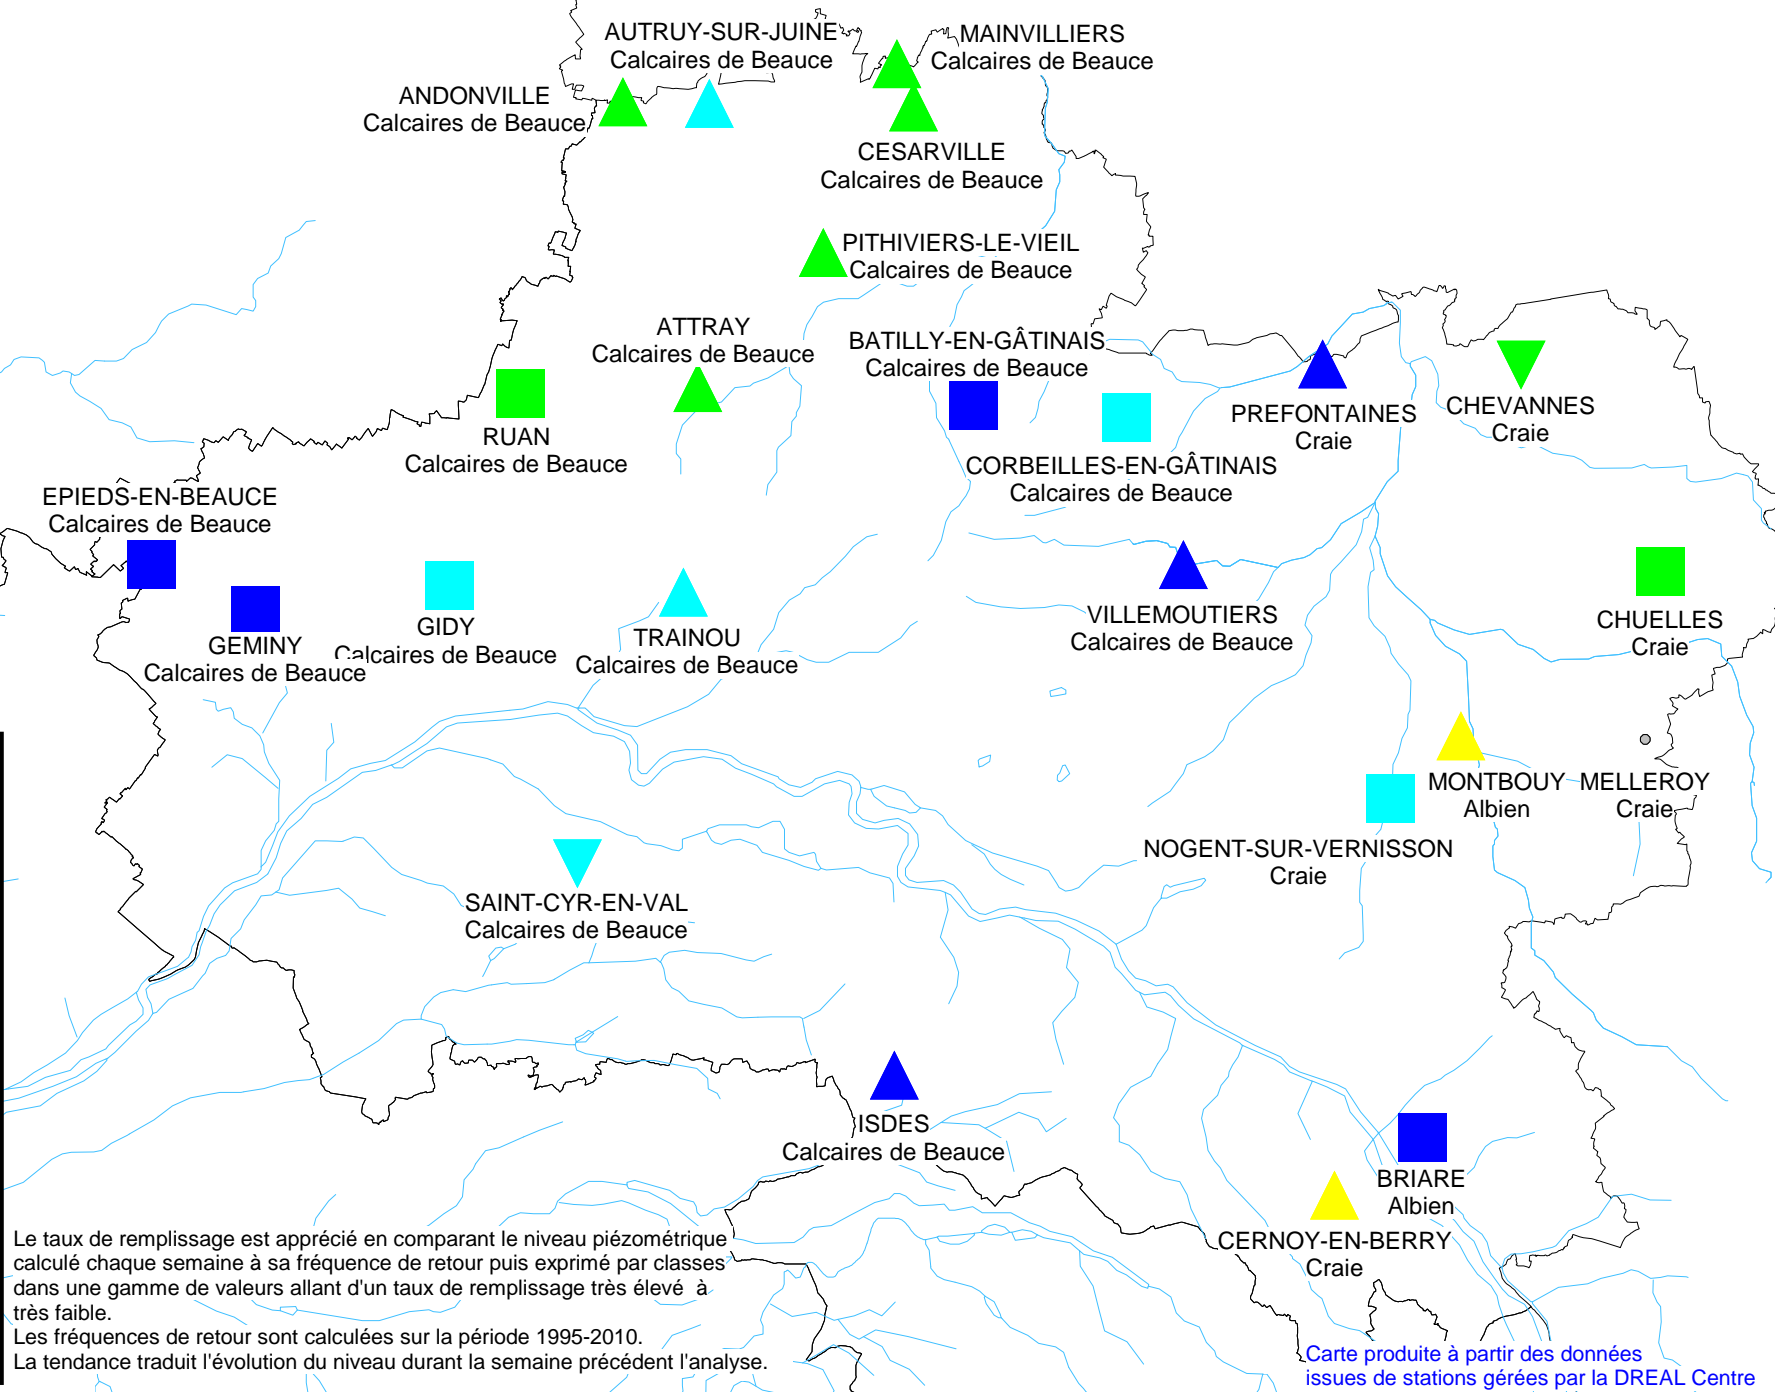 AUTRUY-SUR-JUINE
Calcaires de Beauce
MAINVILLIERS
Calcaires de Beauce
ANDONVILLE
Calcaires de Beauce
CESARVILLE
Calcaires de Beauce
PITHIVIERS-LE-VIEIL
Calcaires de Beauce
ATTRAY
Calcaires de Beauce
BATILLY-EN-GÂTINAIS
Calcaires de Beauce
RUAN
Calcaires de Beauce
PREFONTAINES
Craie
CHEVANNES
Craie
CORBEILLES-EN-GÂTINAIS
Calcaires de Beauce
EPIEDS-EN-BEAUCE
Calcaires de Beauce
GEMINY
Calcaires de Beauce
GIDY
Calcaires de Beauce
TRAINOU
Calcaires de Beauce
VILLEMOUTIERS
Calcaires de Beauce
CHUELLES
Craie
MONTBOUY
Albien
MELLEROY
Craie
NOGENT-SUR-VERNISSON
Craie
SAINT-CYR-EN-VAL
Calcaires de Beauce
ISDES
Calcaires de Beauce
BRIARE
Albien
CERNOY-EN-BERRY
Craie
Le taux de remplissage est apprécié en comparant le niveau piézométrique
calculé chaque semaine à sa fréquence de retour puis exprimé par classes
dans une gamme de valeurs allant d'un taux de remplissage très élevé à
très faible.
Les fréquences de retour sont calculées sur la période 1995-2010.
La tendance traduit l'évolution du niveau durant la semaine précédent l'analyse.
Carte produite à partir des données
issues de stations gérées par la DREAL Centre